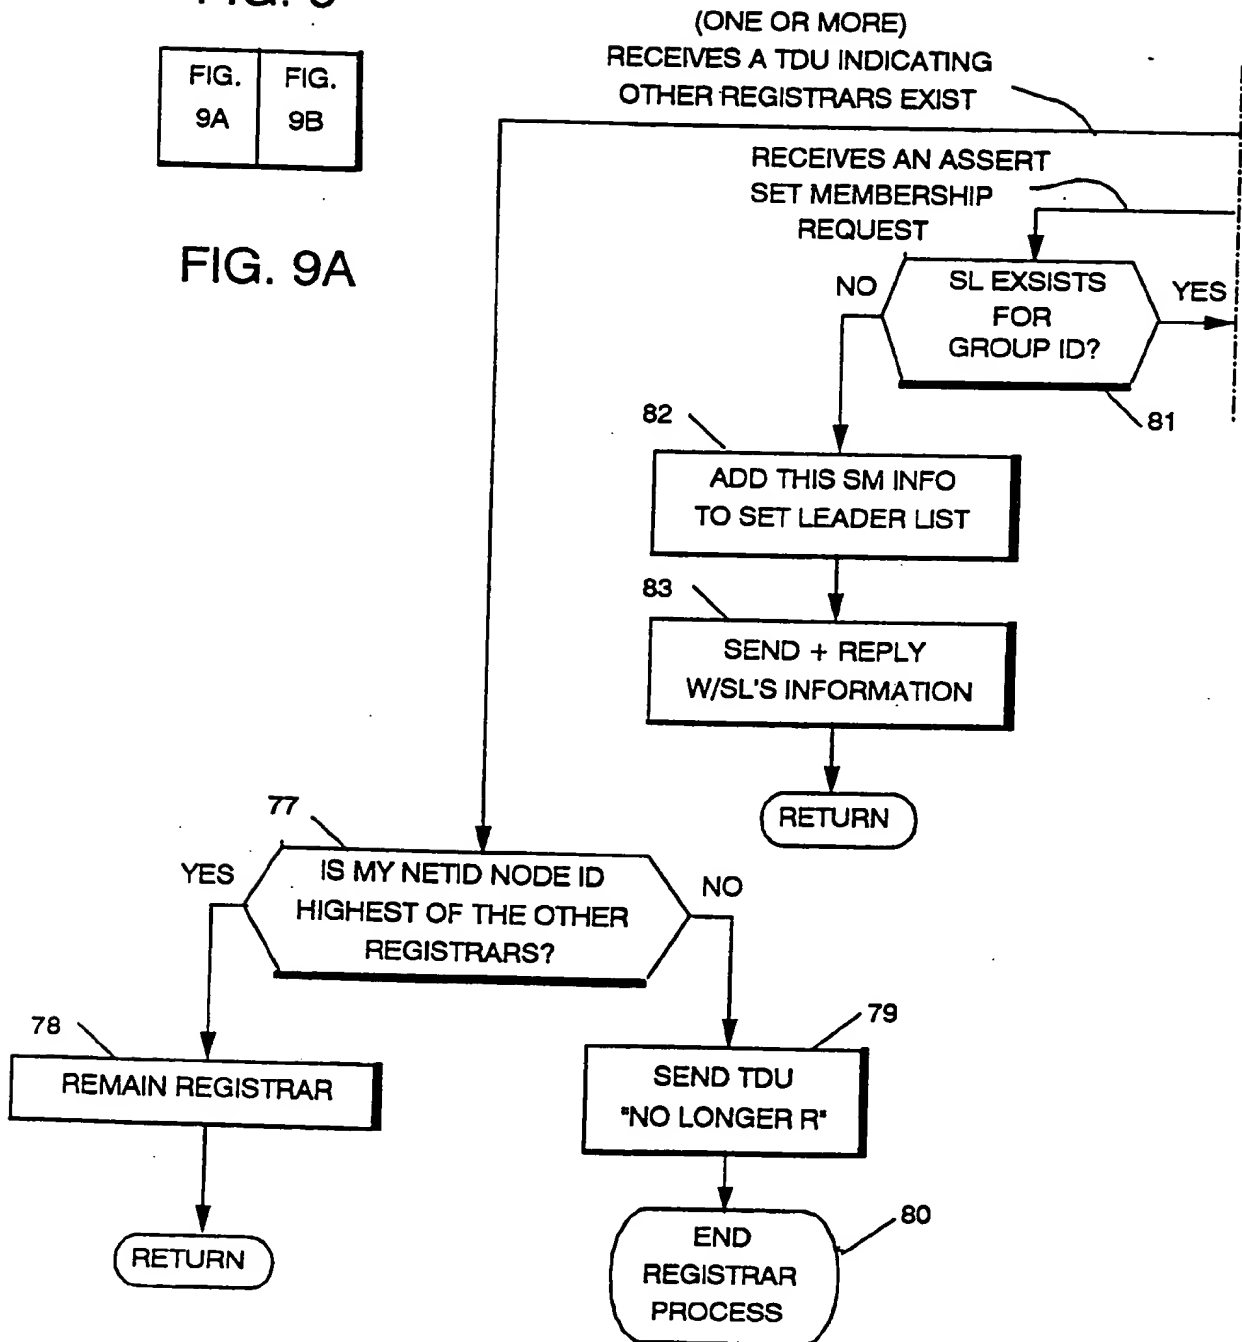 FIG. 9
FIG. 9A
FIG. 9B
FIG. 9A
(ONE OR MORE)
RECEIVES A TDU INDICATING
OTHER REGISTRARS EXIST
RECEIVES AN ASSERT
SET MEMBERSHIP
REQUEST
NO
SL EXSISTS
FOR
GROUP ID?
YES
81
82
ADD THIS SM INFO
TO SET LEADER LIST
83
SEND + REPLY
W/SL'S INFORMATION
RETURN
77
YES
IS MY NETID NODE ID
HIGHEST OF THE OTHER
REGISTRARS?
NO
78
REMAIN REGISTRAR
RETURN
79
SEND TDU
"NO LONGER R"
80
END
REGISTRAR
PROCESS